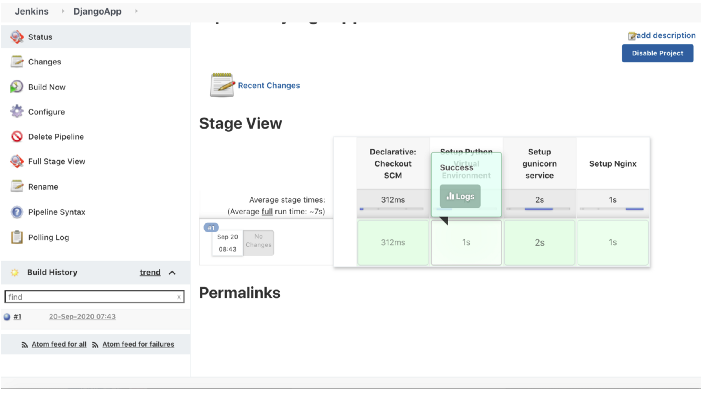 Jenkins
DjangoApp
Status
Changes
Build Now
Configure
Delete Pipeline
Full Stage View
Rename
Pipeline Syntax
Polling Log
Build History
trend
find
x
#1
20-Sep-2020 07:43
Atom feed for all
Atom feed for failures
add description
Disable Project
Recent Changes
Stage View
Declarative:
Checkout
SCM
Setup Python
Virtual
Environment
Setup
gunicorn
service
Setup Nginx
Success
Logs
Average stage times:
(Average full run time: ~7s)
312ms
2s
1s
#1
Sep 20
08:43
No
Changes
312ms
1s
2s
1s
Permalinks